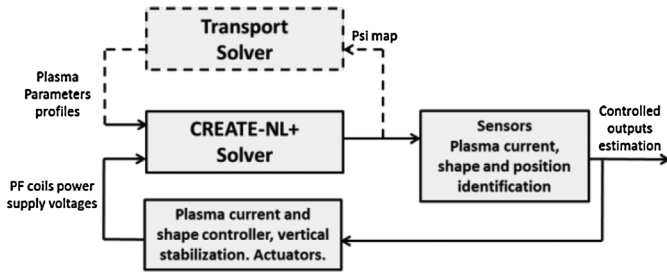 Transport
Solver
Psi map
Plasma
Parameters
profiles
CREATE-NL+
Solver
Sensors
Plasma current,
shape and position
identification
Controlled
outputs
estimation
PF coils power
supply voltages
Plasma current and
shape controller, vertical
stabilization. Actuators.